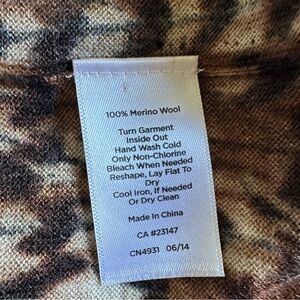 100% Merino Wool
Turn Garment
Inside Out
Hand Wash Cold
Only Non-Chlorine
Bleach When Needed
Reshape, Lay Flat To
Dry
Cool Iron, If Needed
Or Dry Clean
Made in China
CA #23147
CN4931 06/14